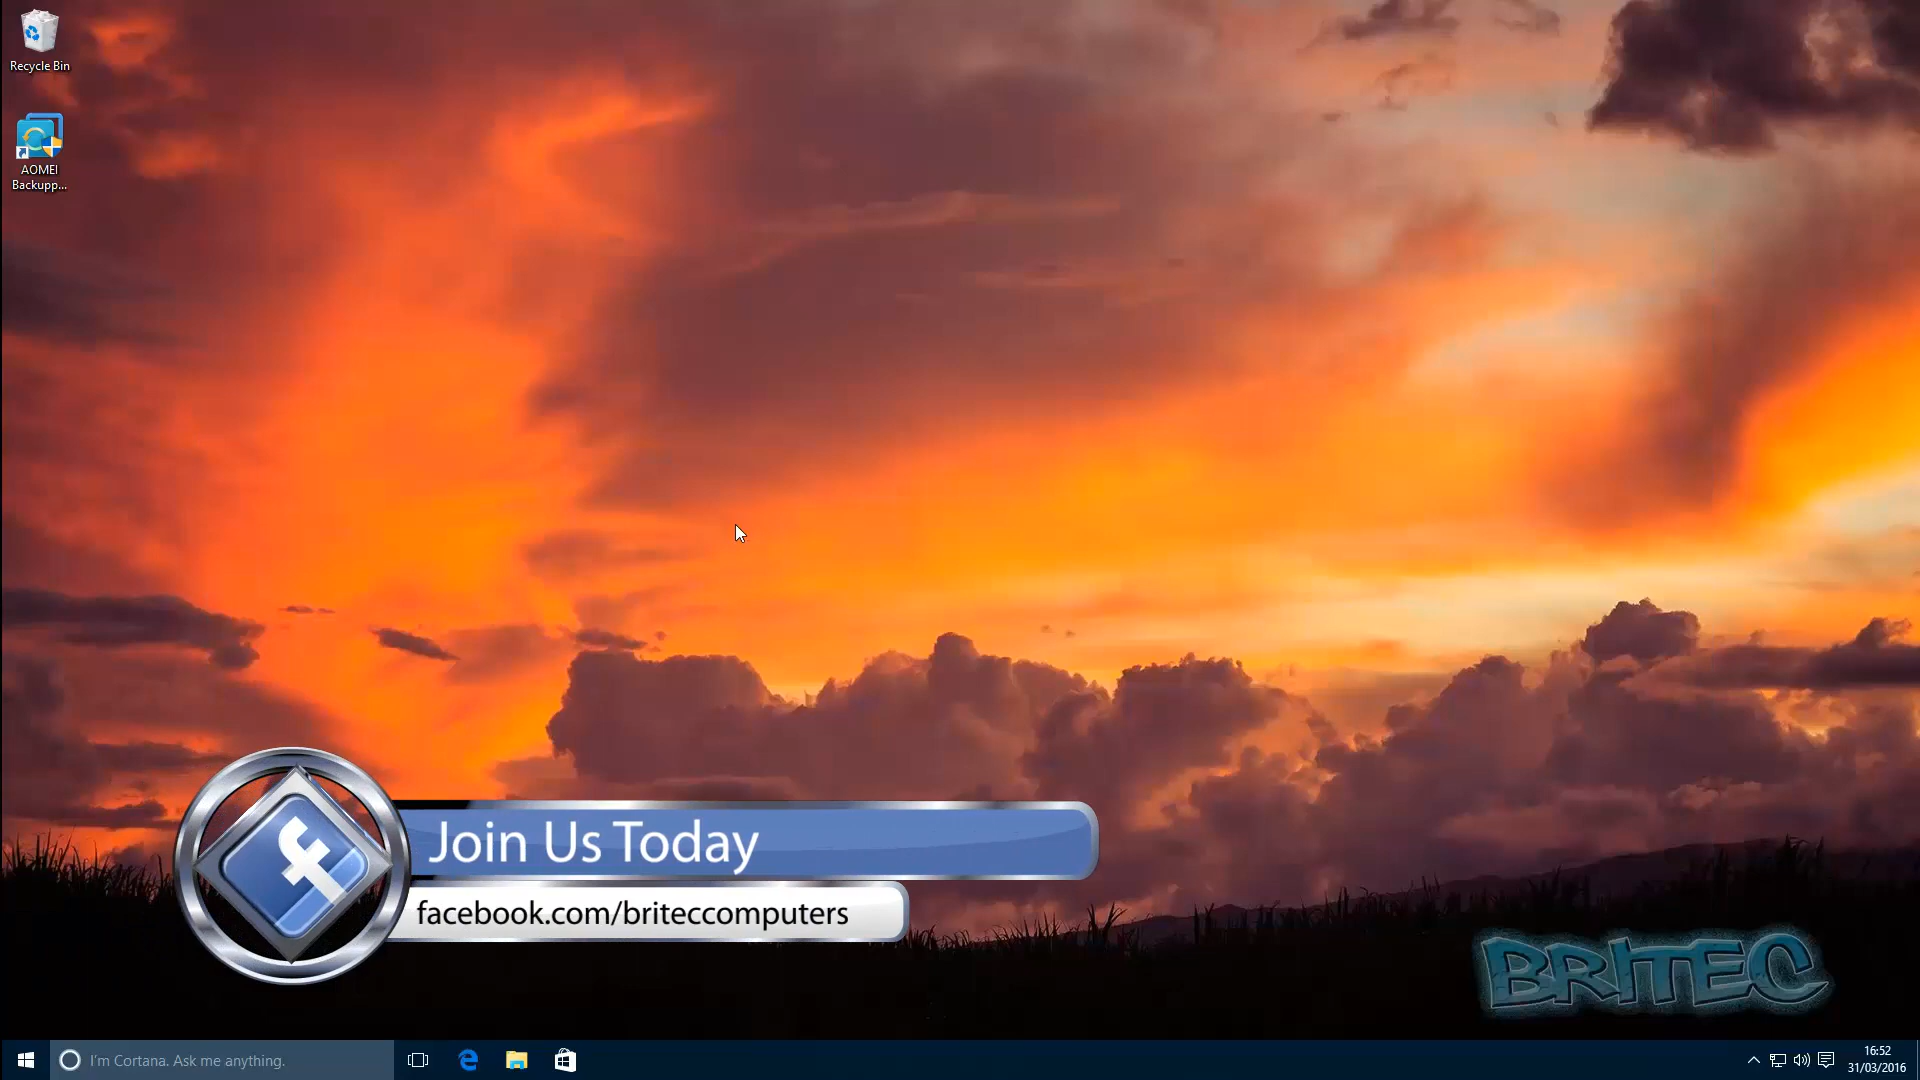 Recycle Bin
AOMEI
Backupp...
Join Us Today
facebook.com/briteccomputers
BRITEC
I'm Cortana. Ask me anything.
16:52
31/03/2016